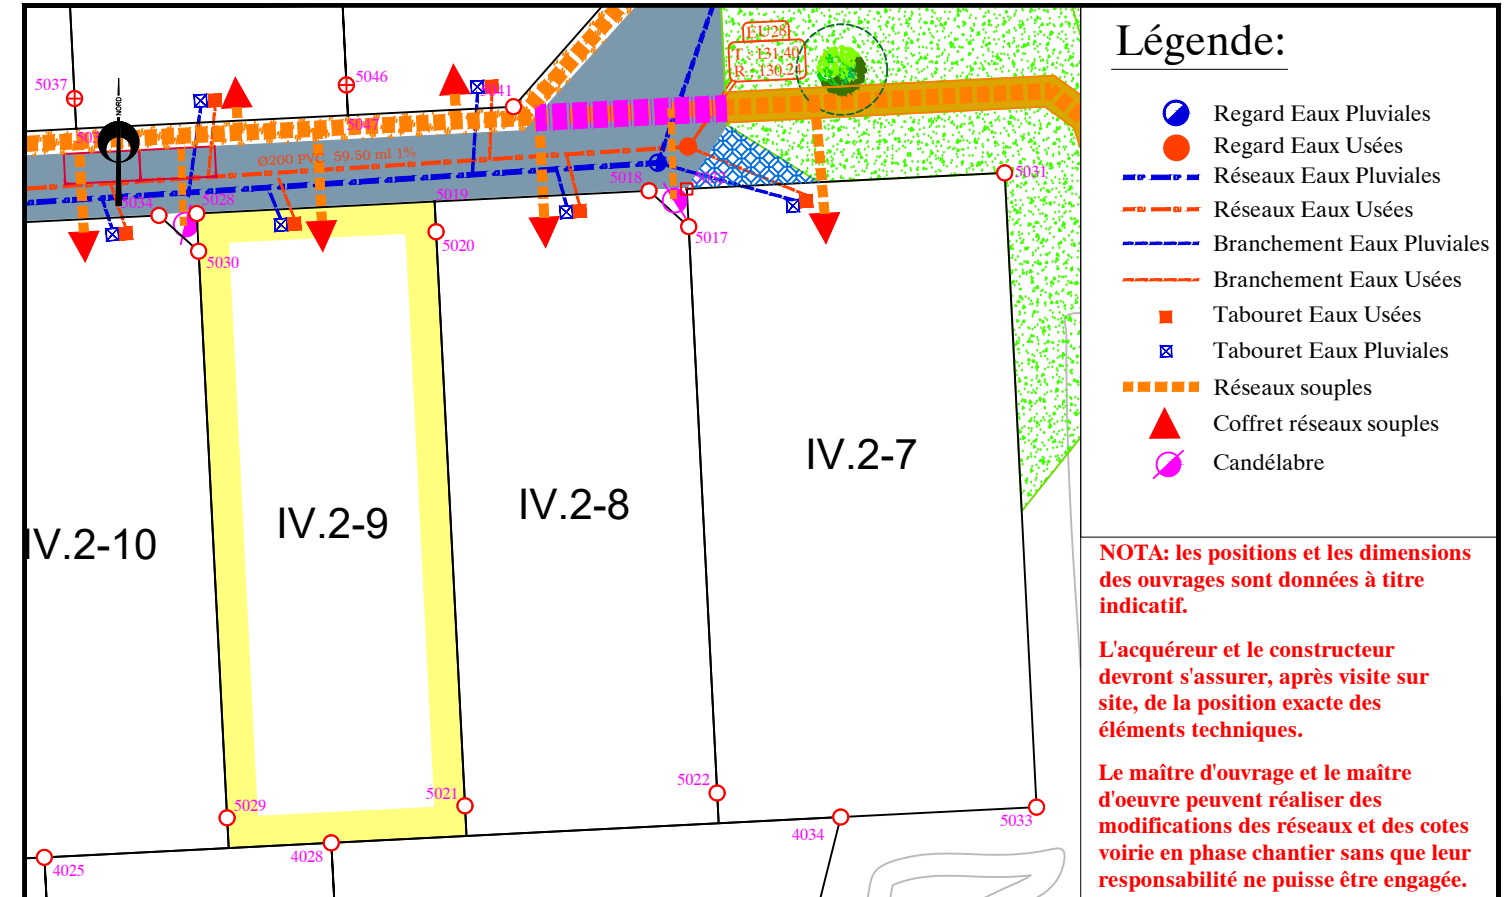 Légende:
Regard Eaux Pluviales
Regard Eaux Usées
Réseaux Eaux Pluviales
Réseaux Eaux Usées
Branchement Eaux Pluviales
Branchement Eaux Usées
Tabouret Eaux Usées
Tabouret Eaux Pluviales
Réseaux souples
Coffret réseaux souples
Candélabre
NOTA: les positions et les dimensions
des ouvrages sont données à titre
indicatif.
L'acquéreur et le constructeur
devront s'assurer, après visite sur
site, de la position exacte des
éléments techniques.
Le maître d'ouvrage et le maître
d'oeuvre peuvent réaliser des
modifications des réseaux et des cotes
voirie en phase chantier sans que leur
responsabilité ne puisse être engagée.
EU28
T : 131.40
R : 130.24
5037
5046
5047
NORD
Ø200 PVC 59.50 ml 1%
5034
5028
5019
5018
5031
5030
5020
5017
IV.2-7
IV.2-8
IV.2-9
IV.2-10
5029
5021
5022
5033
4025
4028
4034